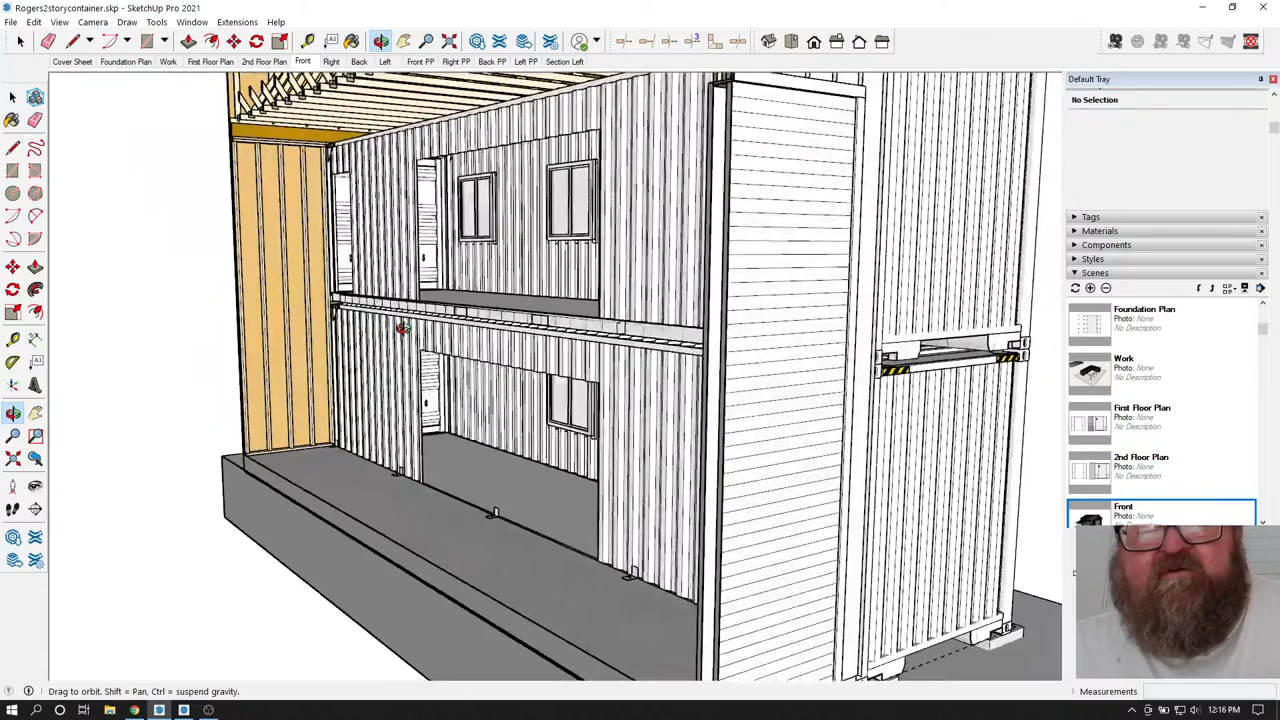 Rogers2storycontainer.skp - SketchUp Pro 2021
File Edit View Camera Draw Tools Window Extensions Help
Cover Sheet Foundation Plan Work First Floor Plan 2nd Floor Plan Front Right Back Left Front PP Right PP Back PP Left PP Section Left
Default Tray
No Selection
Tags
Materials
Components
Styles
Scenes
Foundation Plan
Photo: None
No Description
Work
Photo: None
No Description
First Floor Plan
Photo: None
No Description
2nd Floor Plan
Photo: None
No Description
Front
Photo: None
Drag to orbit. Shift = Pan, Ctrl = suspend gravity.
Measurements
12:16 PM